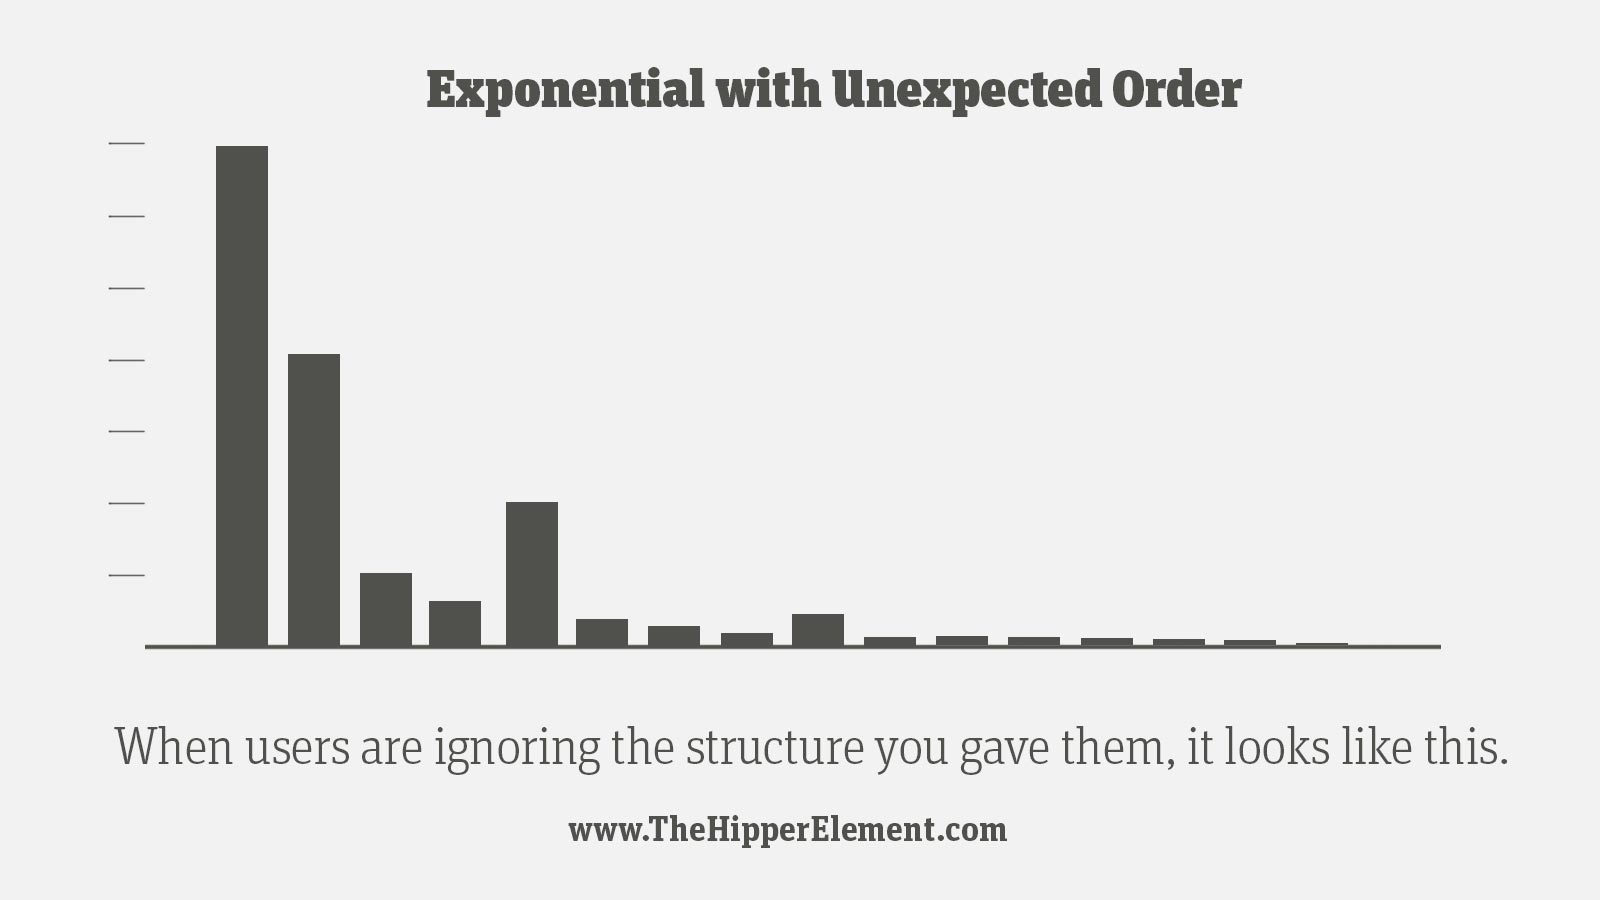 Exponential with Unexpected Order
When users are ignoring the structure you gave them, it looks like this.
www.TheHipperElement.com